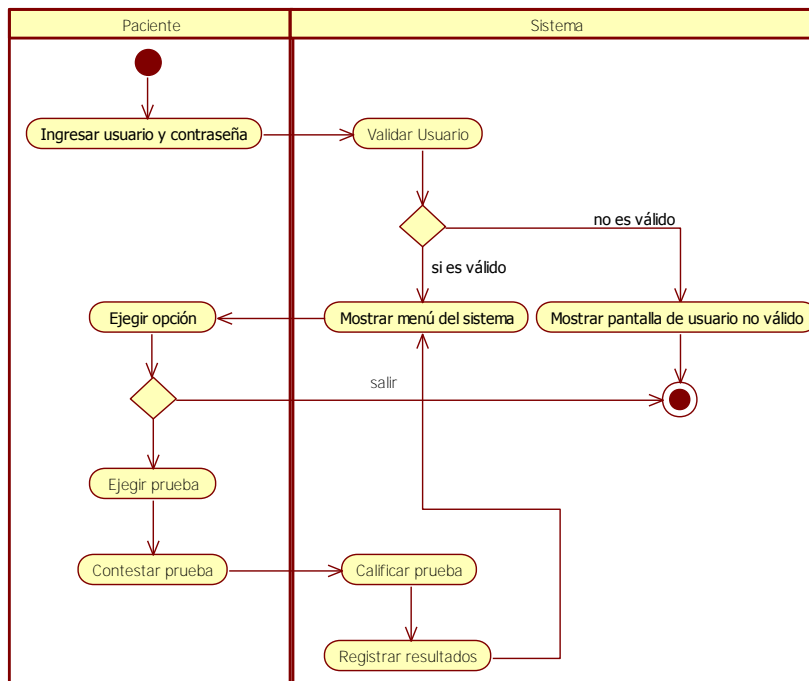 Paciente
Sistema
Ingresar usuario y contraseña
Validar Usuario
no es válido
si es válido
Ejegir opción
Mostrar menú del sistema
Mostrar pantalla de usuario no válido
salir
Ejegir prueba
Contestar prueba
Calificar prueba
Registrar resultados